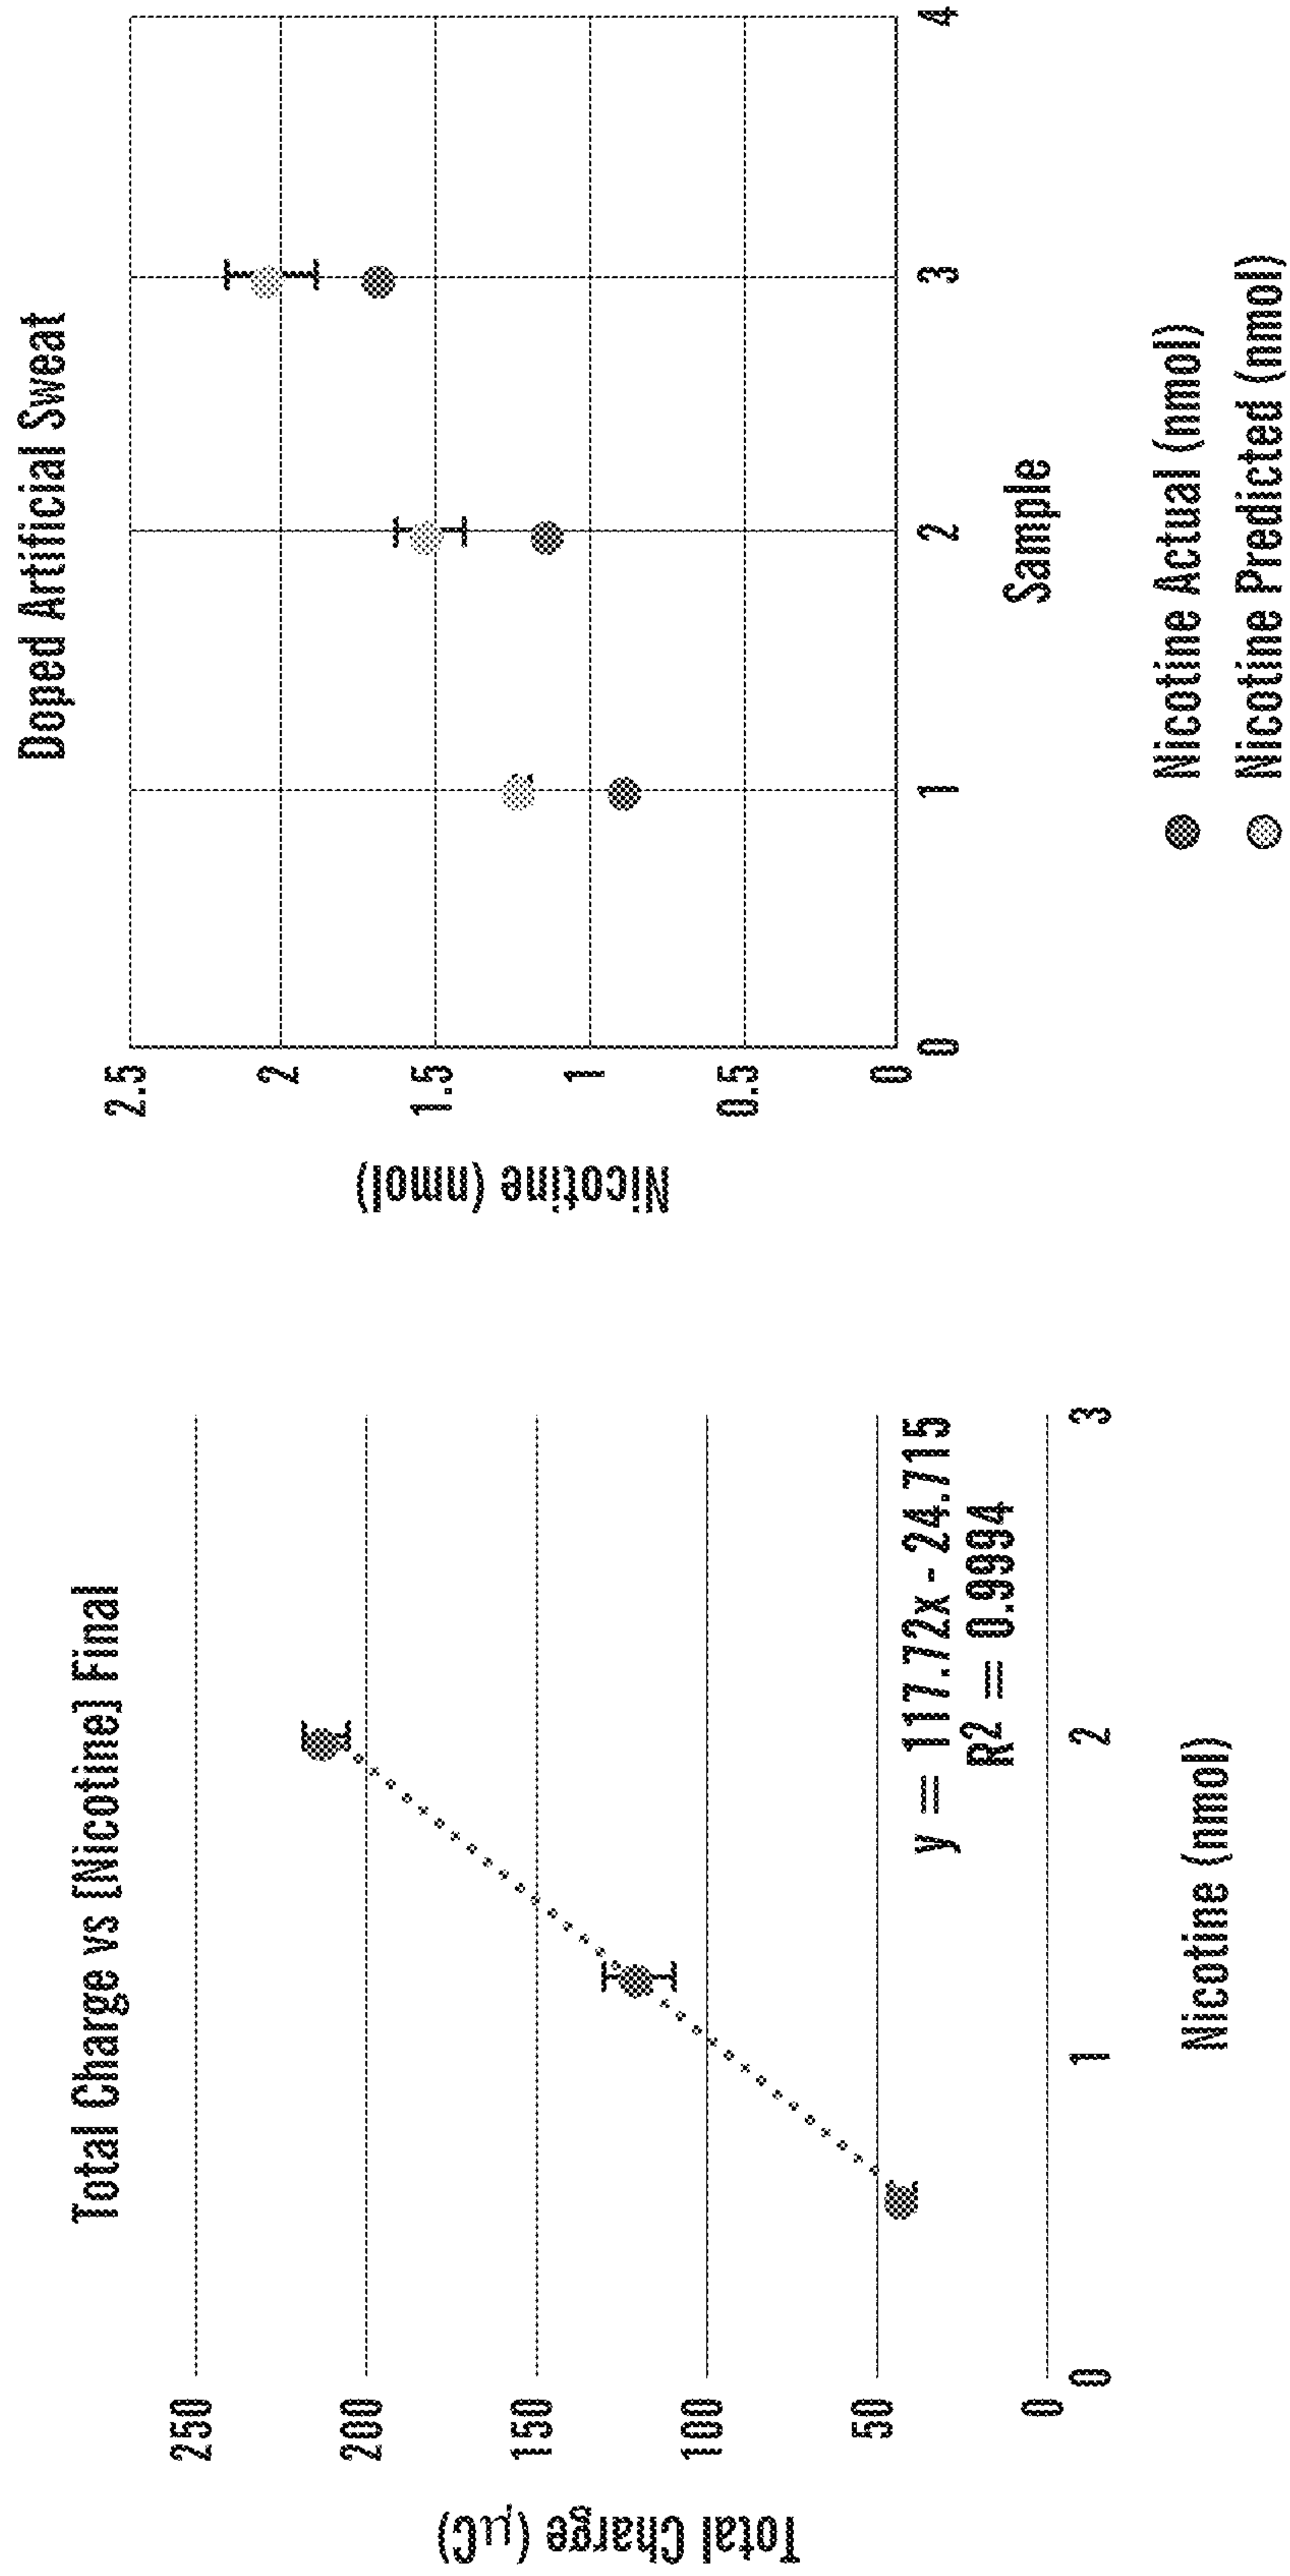 Total Charge vs [Nicotine] Final
Total Charge (μC)
250
200
150
100
50
0
0
1
2
3
y = 117.72x - 24.715
R2 = 0.9994
Nicotine (nmol)
Doped Artificial Sweat
Nicotine (nmol)
2.5
2
1.5
1
0.5
0
0
1
2
3
4
Sample
Nicotine Actual (nmol)
Nicotine Predicted (nmol)